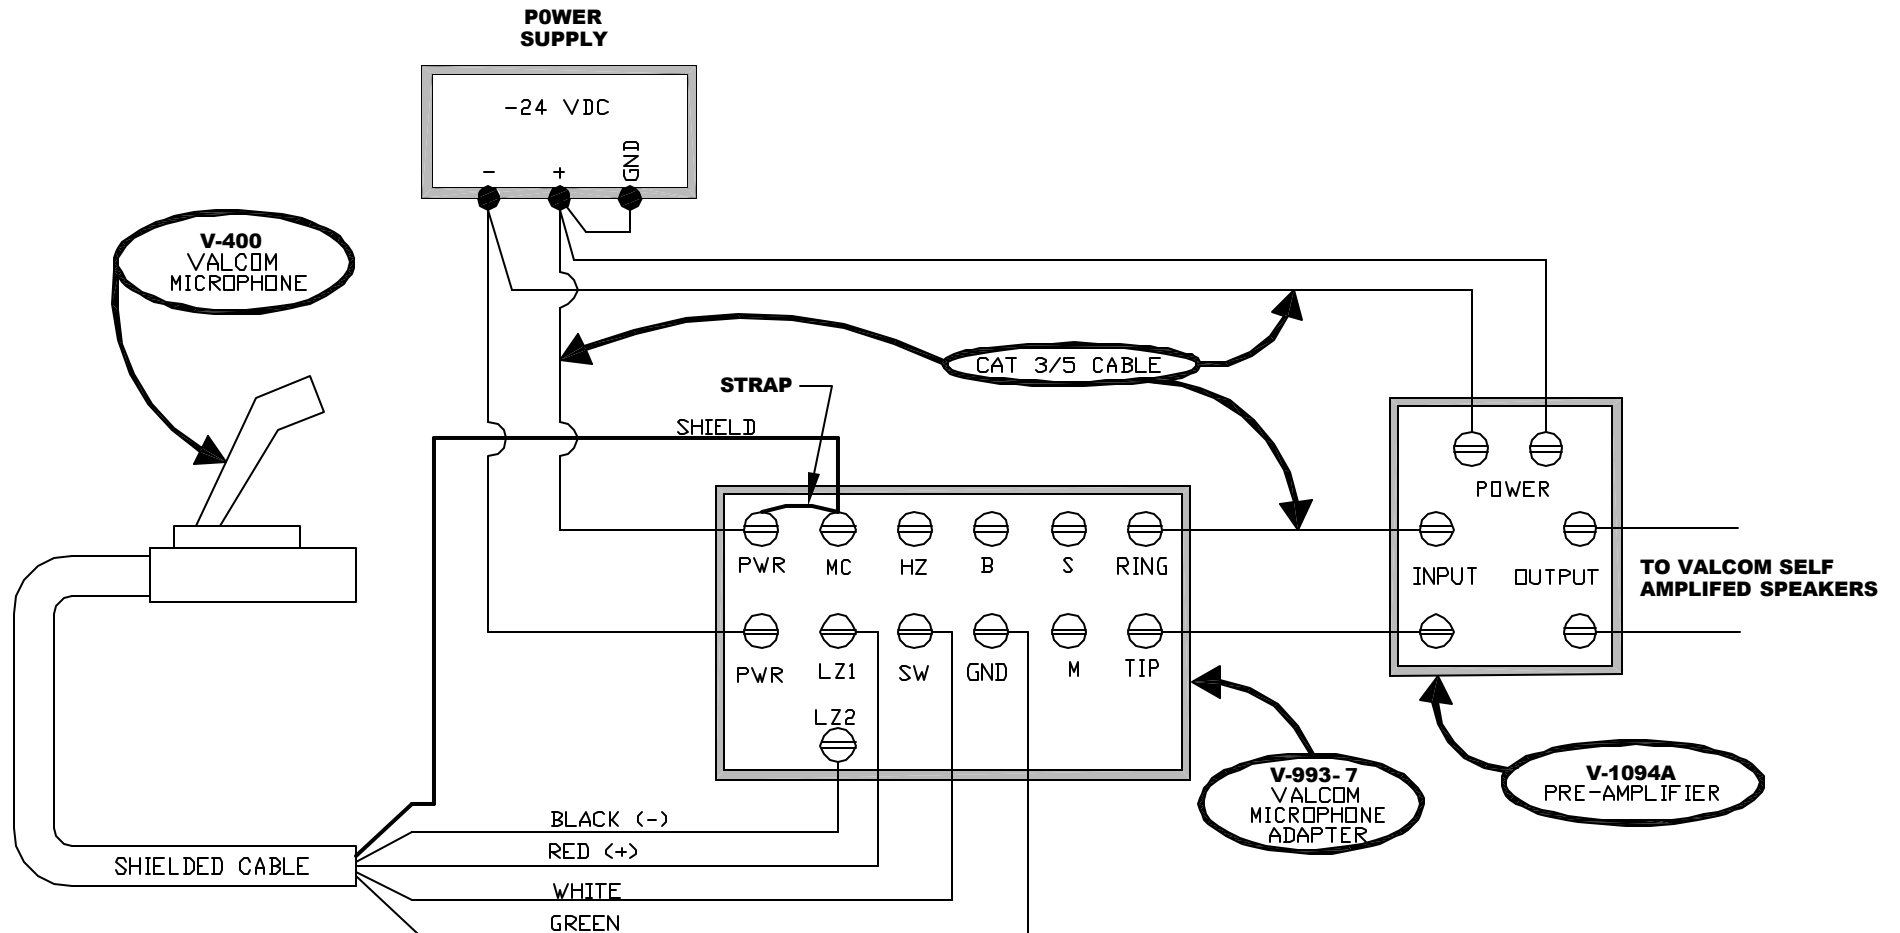 P0WER
SUPPLY
-24 VDC
- + GND
V-400
VALCOM
MICROPHONE
CAT 3/5 CABLE
STRAP
SHIELD
POWER
PWR MC HZ B S RING
INPUT OUTPUT
TO VALCOM SELF
AMPLIFED SPEAKERS
PWR LZ1 SW GND M TIP
LZ2
V-993-7
VALCOM
MICROPHONE
ADAPTER
V-1094A
PRE-AMPLIFIER
BLACK (-)
RED (+)
SHIELDED CABLE
WHITE
GREEN